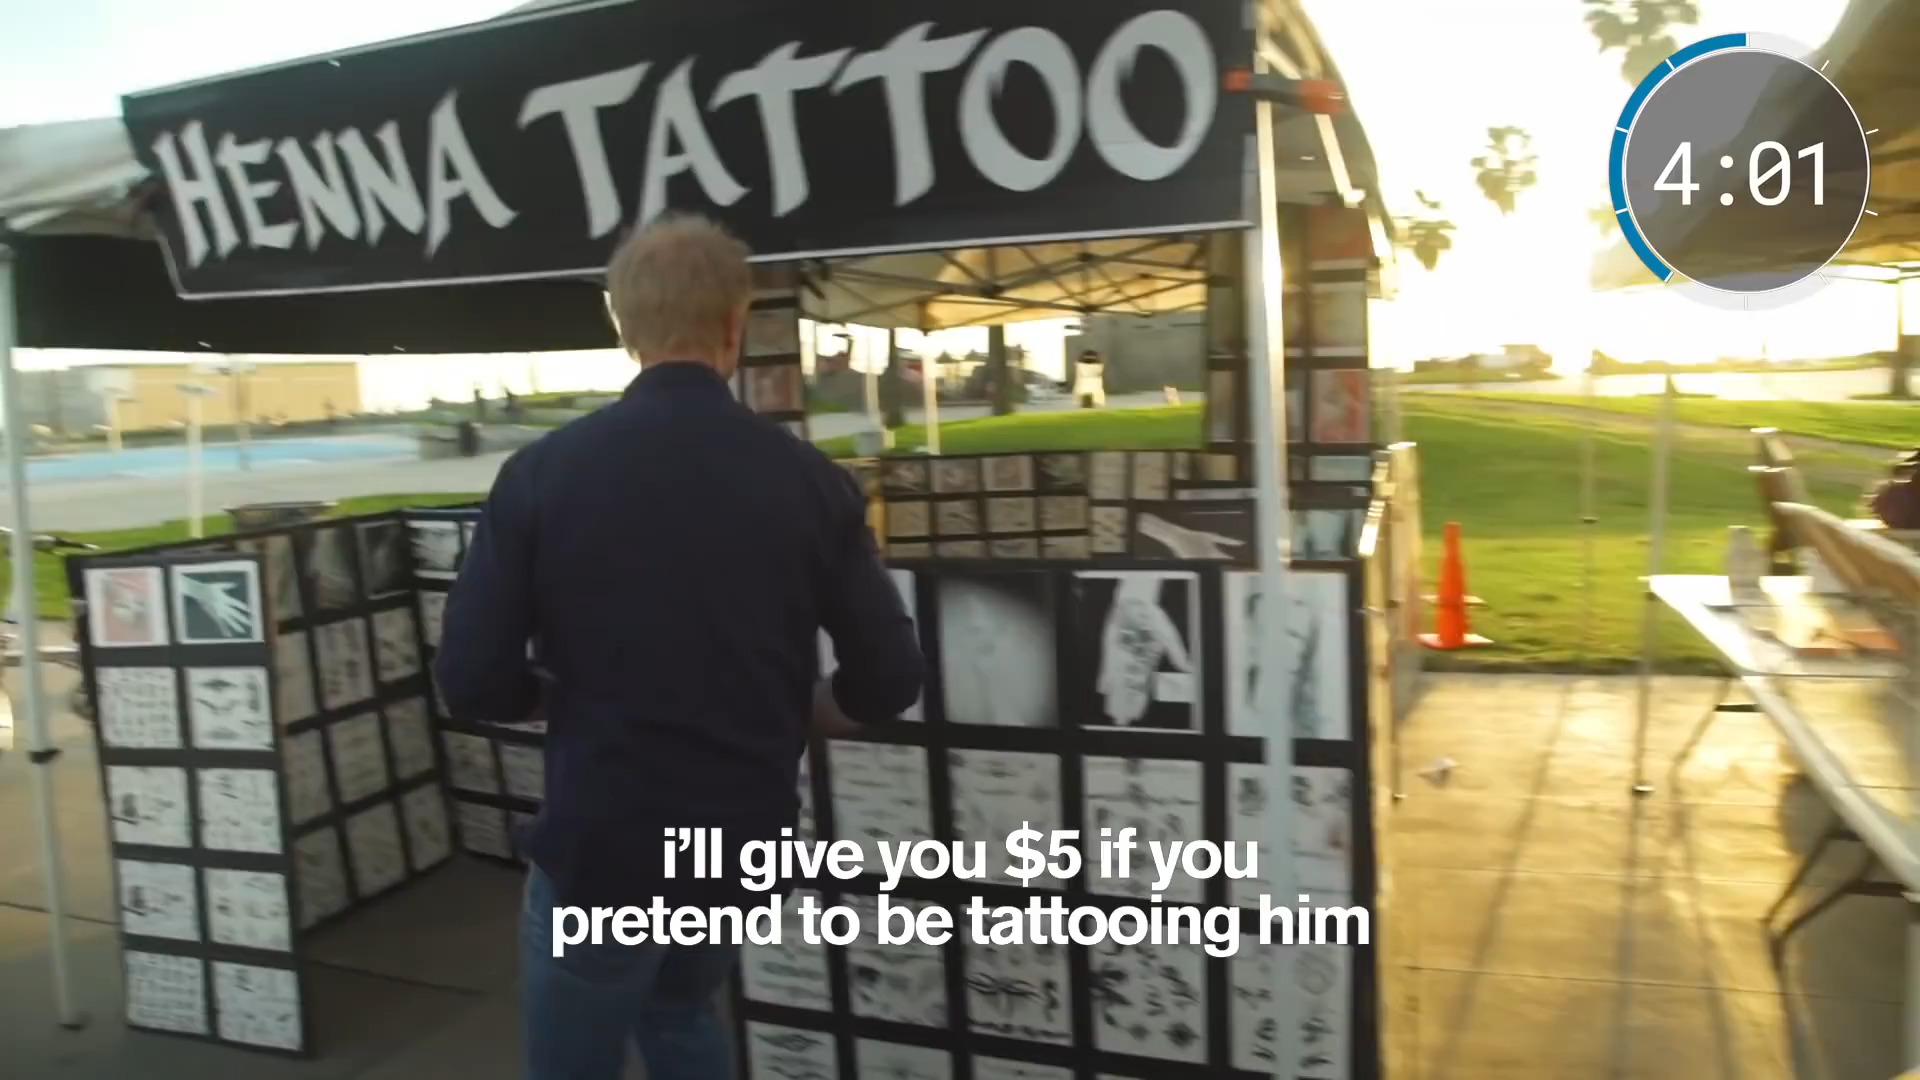 HENNA TATTOO
4:01
i'll give you $5 if you
pretend to be tattooing him